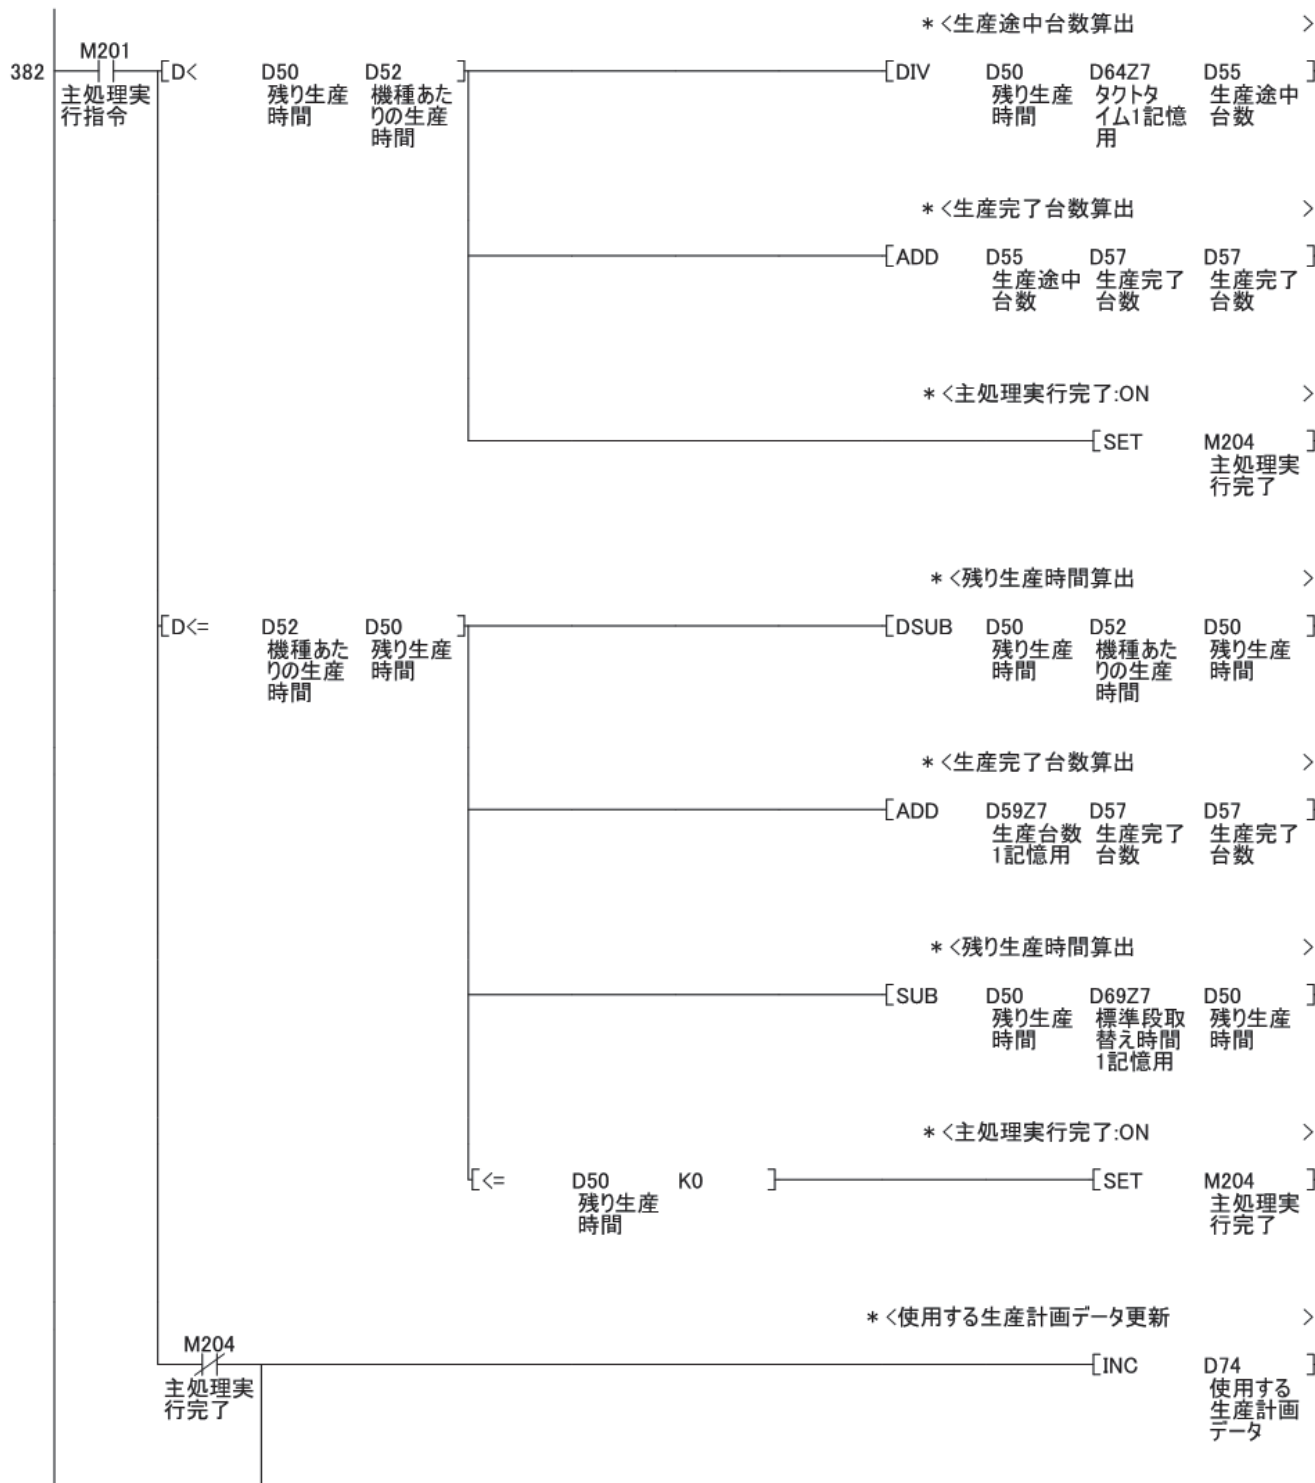 *<生産途中台数算出 >
M201
382 [D< D50 D52 ] [DIV D50 D64Z7 D55 ]
主処理実 残り生産 機種あた 残り生産 タクトタ 生産途中
行指令 時間 りの生産 時間 イム1記憶 台数
時間 用
*<生産完了台数算出 >
[ADD D55 D57 D57 ]
生産途中 生産完了 生産完了
台数 台数 台数
*<主処理実行完了:ON >
[SET M204 ]
主処理実
行完了
*<残り生産時間算出 >
[D<= D52 D50 ] [DSUB D50 D52 D50 ]
機種あた 残り生産 残り生産 機種あた 残り生産
りの生産 時間 時間 りの生産 時間
時間 時間
*<生産完了台数算出 >
[ADD D59Z7 D57 D57 ]
生産台数 生産完了 生産完了
1記憶用 台数 台数
*<残り生産時間算出 >
[SUB D50 D69Z7 D50 ]
残り生産 標準段取 残り生産
時間 替え時間 時間
1記憶用
*<主処理実行完了:ON >
[<= D50 K0 ] [SET M204 ]
残り生産 主処理実
時間 行完了
*<使用する生産計画データ更新 >
M204
[INC D74 ]
主処理実 使用する
行完了 生産計画
データ